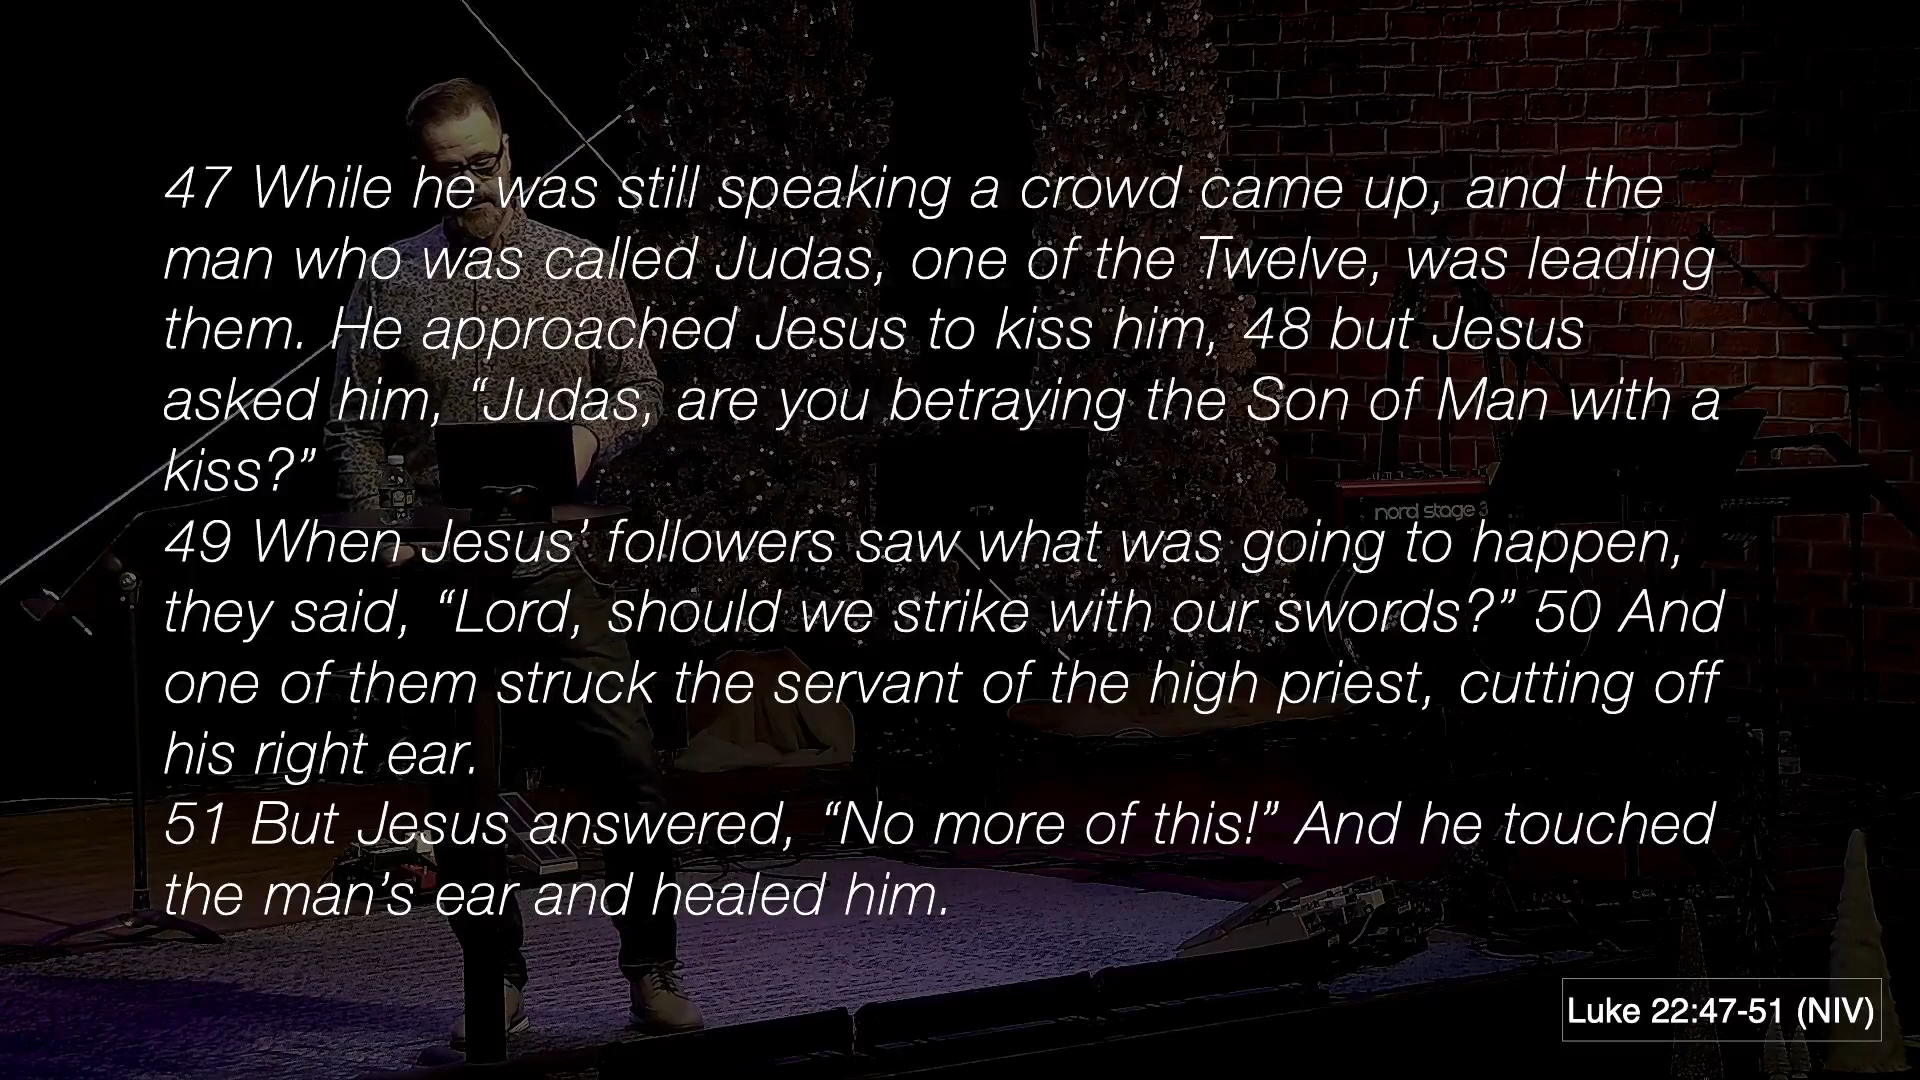 47 While he was still speaking a crowd came up, and the
man who was called Judas, one of the Twelve, was leading
them. He approached Jesus to kiss him, 48 but Jesus
asked him, “Judas, are you betraying the Son of Man with a
kiss?”
49 When Jesus’ followers saw what was going to happen,
they said, “Lord, should we strike with our swords?” 50 And
one of them struck the servant of the high priest, cutting off
his right ear.
51 But Jesus answered, “No more of this!” And he touched
the man’s ear and healed him.
nord stage 3
Luke 22:47-51 (NIV)